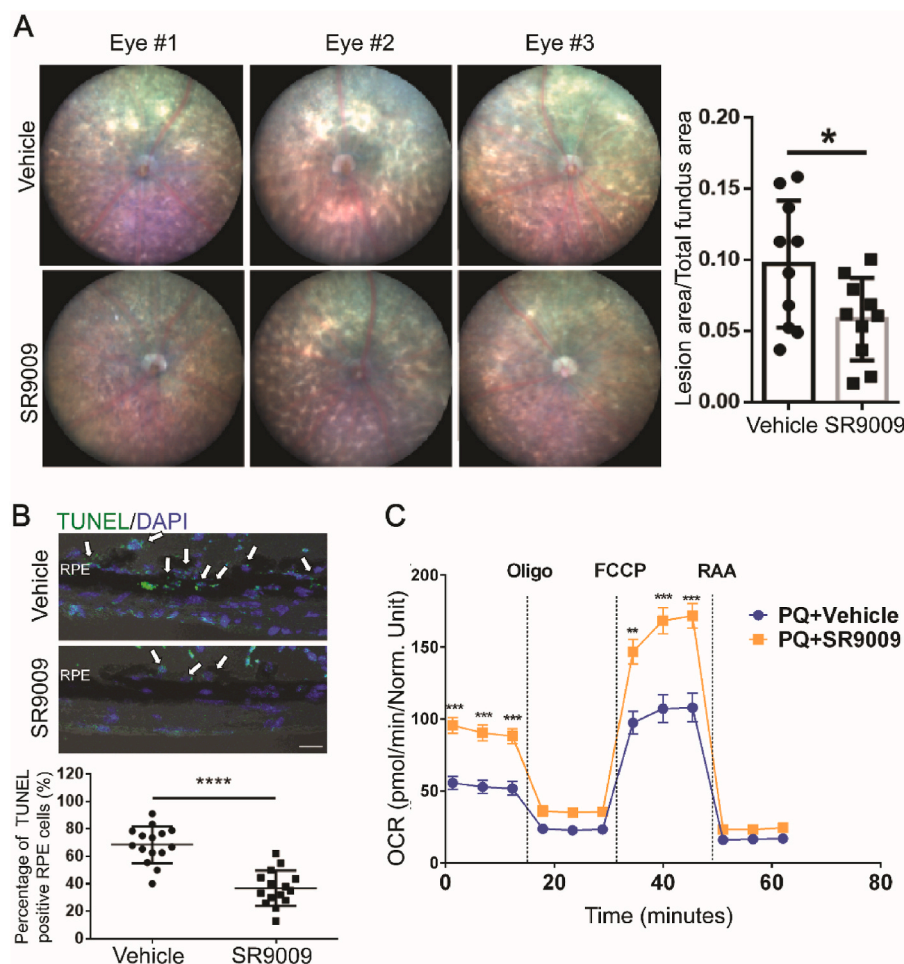 A
Eye #1 Eye #2 Eye #3
Vehicle
SR9009
Lesion area/Total fundus area
0.20
0.15
0.10
0.05
0.00
*
Vehicle SR9009
B
TUNEL/DAPI
Vehicle
RPE
SR9009
RPE
Percentage of TUNEL
positive RPE cells (%)
120
100
80
60
40
20
0
****
Vehicle SR9009
C
Oligo FCCP RAA
OCR (pmol/min/Norm. Unit)
200
150
100
50
0
*** *** *** ** *** ***
PQ+Vehicle
PQ+SR9009
0 20 40 60 80
Time (minutes)